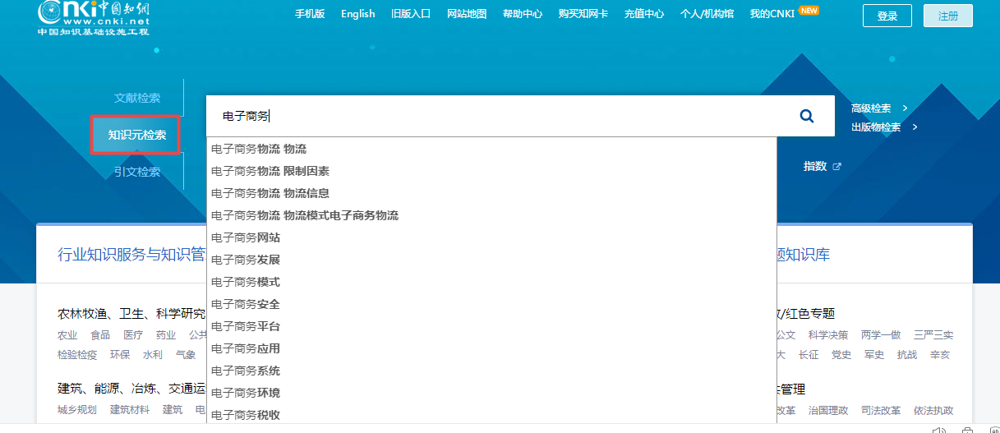 cnki中国知網
www.cnki.net
中国知识基础设施工程
手机版 English 旧版入口 网站地图 帮助中心 购买知网卡 充值中心 个人/机构馆 我的CNKI NEW 登录 注册
文献检索
知识元检索
引文检索
电子商务
高级检索 >
出版物检索 >
指数
电子商务物流 物流
电子商务物流 限制因素
电子商务物流 物流信息
电子商务物流 物流模式电子商务物流
电子商务网站
电子商务发展
电子商务模式
电子商务安全
电子商务平台
电子商务应用
电子商务系统
电子商务环境
电子商务税收
行业知识服务与知识管
农林牧渔、卫生、科学研究
农业 食品 医疗 药业 公共
检验检疫 环保 水利 气象
建筑、能源、冶炼、交通运
城乡规划 建筑材料 建筑 电
题知识库
/红色专题
公文 科学决策 两学一做 三严三实
大 长征 党史 军史 抗战 辛亥
管理
改革 治国理政 司法改革 依法执政